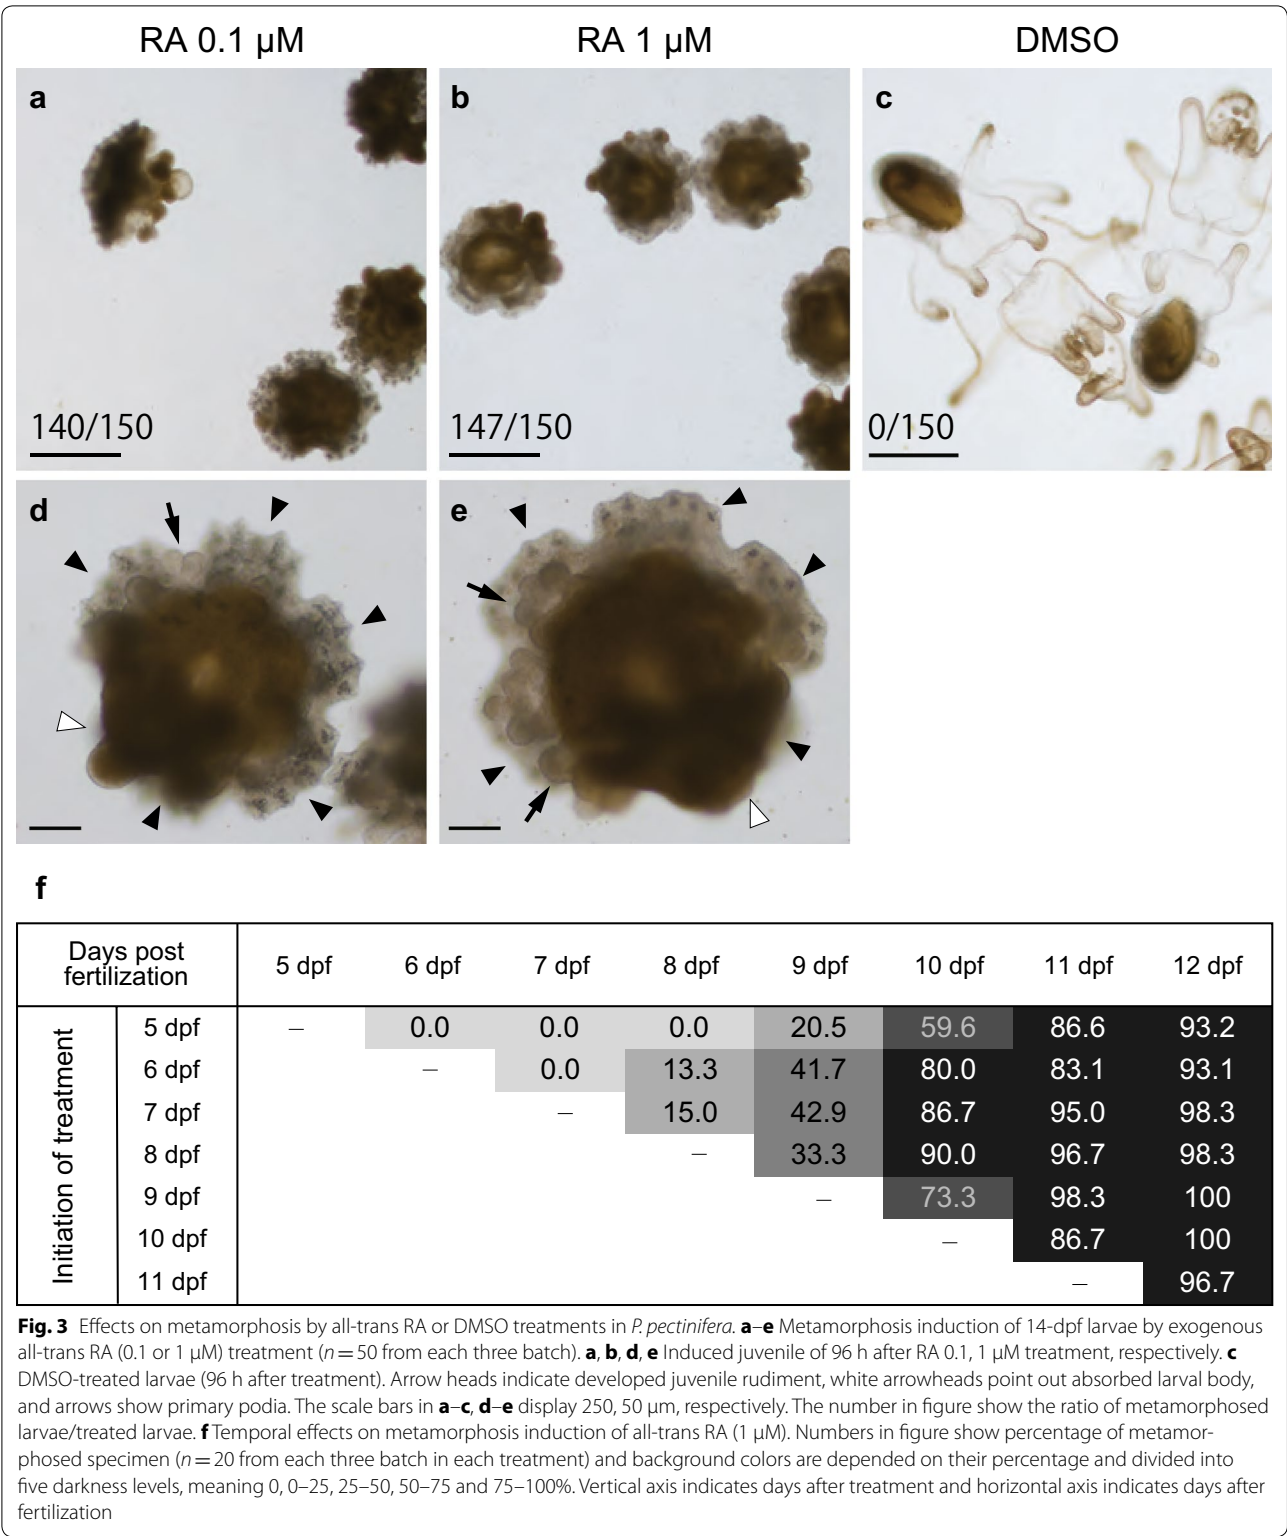 RA 0.1 µM
RA 1 µM
DMSO
a
b
c
140/150
147/150
0/150
d
e
f
Days post
fertilization
5 dpf
6 dpf
7 dpf
8 dpf
9 dpf
10 dpf
11 dpf
12 dpf
Initiation of treatment
5 dpf – 0.0 0.0 0.0 20.5 59.6 86.6 93.2
6 dpf – 0.0 13.3 41.7 80.0 83.1 93.1
7 dpf – 15.0 42.9 86.7 95.0 98.3
8 dpf – 33.3 90.0 96.7 98.3
9 dpf – 73.3 98.3 100
10 dpf – 86.7 100
11 dpf – 96.7
Fig. 3 Effects on metamorphosis by all-trans RA or DMSO treatments in P. pectinifera. a–e Metamorphosis induction of 14-dpf larvae by exogenous
all-trans RA (0.1 or 1 µM) treatment (n = 50 from each three batch). a, b, d, e Induced juvenile of 96 h after RA 0.1, 1 µM treatment, respectively. c
DMSO-treated larvae (96 h after treatment). Arrow heads indicate developed juvenile rudiment, white arrowheads point out absorbed larval body,
and arrows show primary podia. The scale bars in a–c, d–e display 250, 50 µm, respectively. The number in figure show the ratio of metamorphosed
larvae/treated larvae. f Temporal effects on metamorphosis induction of all-trans RA (1 µM). Numbers in figure show percentage of metamor-
phosed specimen (n = 20 from each three batch in each treatment) and background colors are depended on their percentage and divided into
five darkness levels, meaning 0, 0–25, 25–50, 50–75 and 75–100%. Vertical axis indicates days after treatment and horizontal axis indicates days after
fertilization